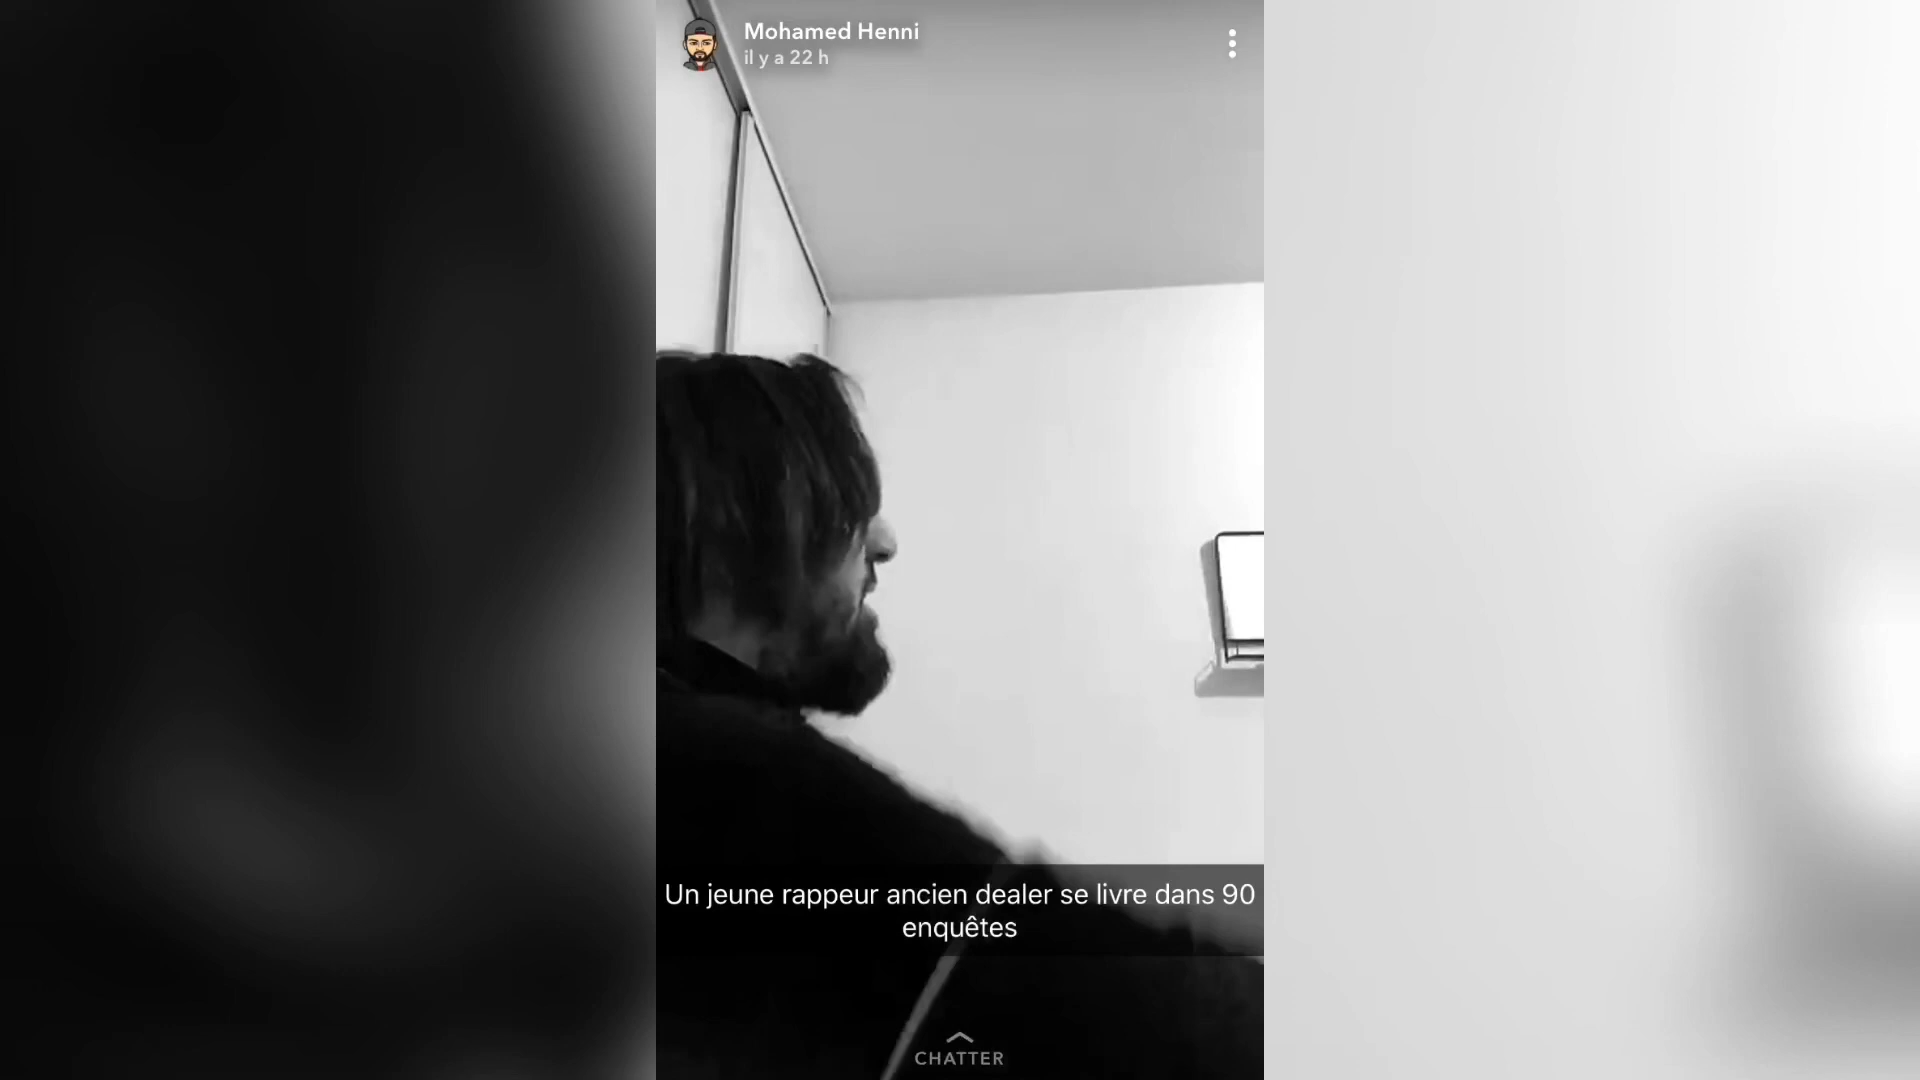 Mohamed Henni
il y a 22 h
Un jeune rappeur ancien dealer se livre dans 90
enquêtes
CHATTER